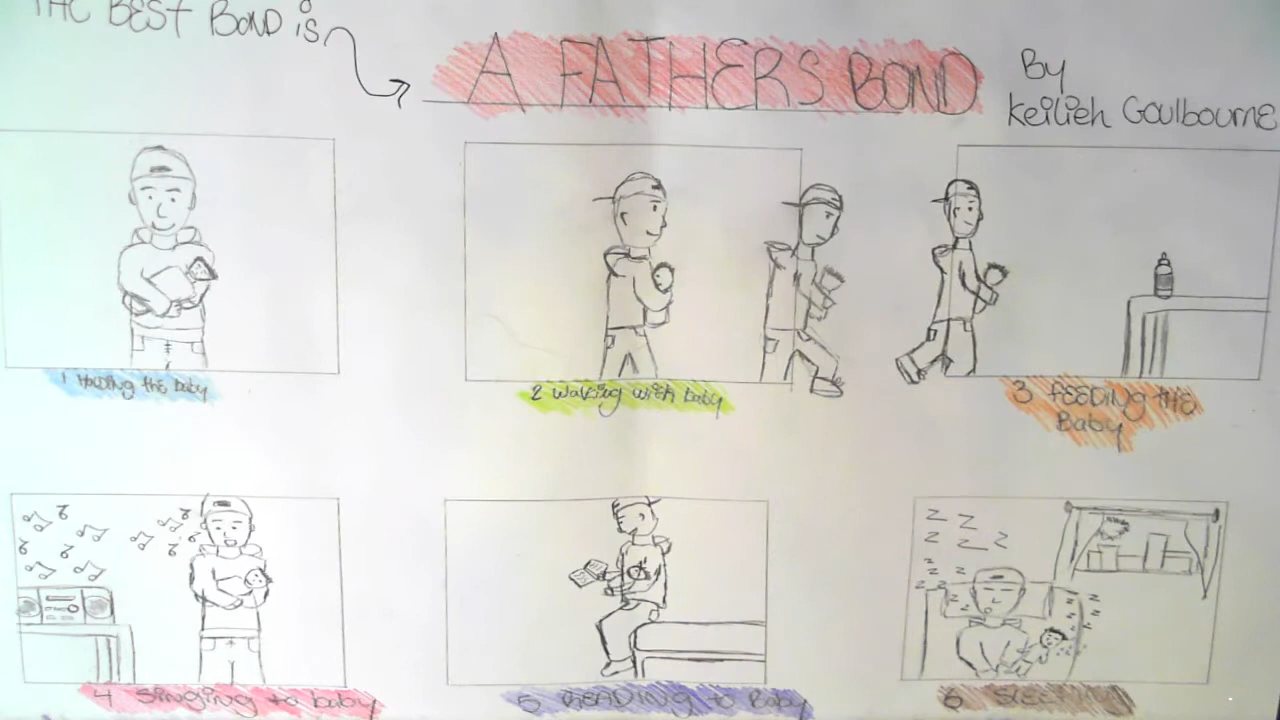 THE BEST BOND is
A FATHERS BOND
By
Keilieh Goulbourne
1 Holding the baby
2 walking with baby
3 FEEDING the
Baby
4 Singing to baby
5 READING to Baby
6 Sleeping